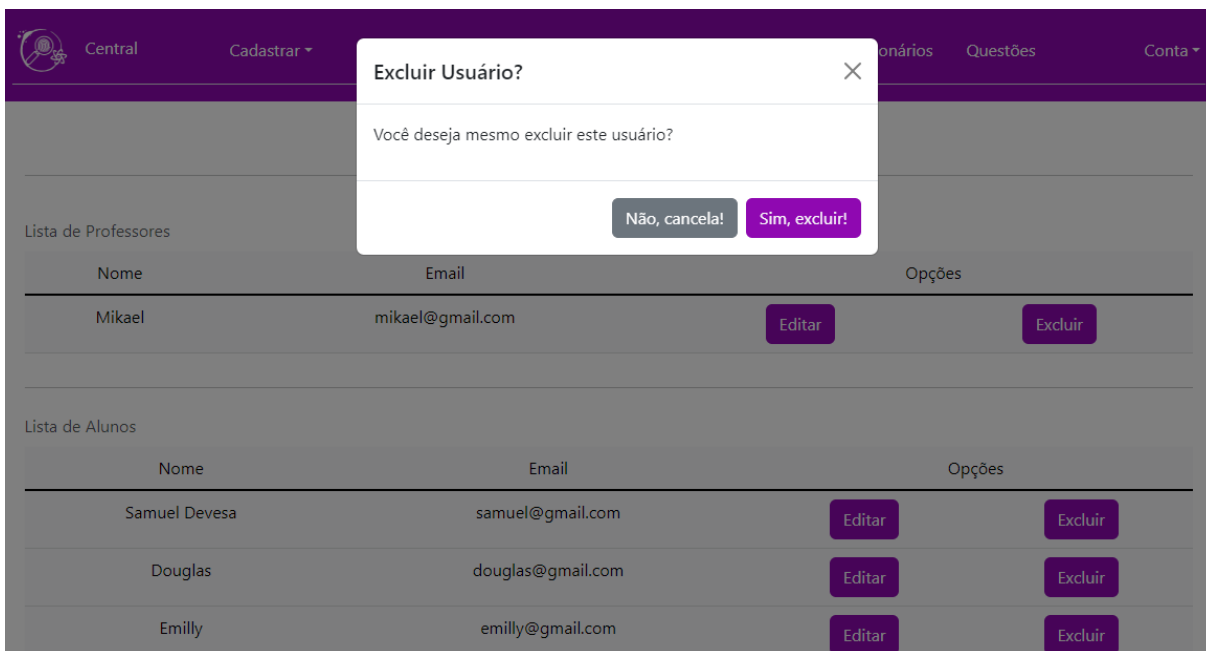 Central Cadastrar onários Questões Conta
Excluir Usuário?
Você deseja mesmo excluir este usuário?
Não, cancela! Sim, excluir!
Lista de Professores
Nome Email Opções
Mikael mikael@gmail.com Editar Excluir
Lista de Alunos
Nome Email Opções
Samuel Devesa samuel@gmail.com Editar Excluir
Douglas douglas@gmail.com Editar Excluir
Emilly emilly@gmail.com Editar Excluir